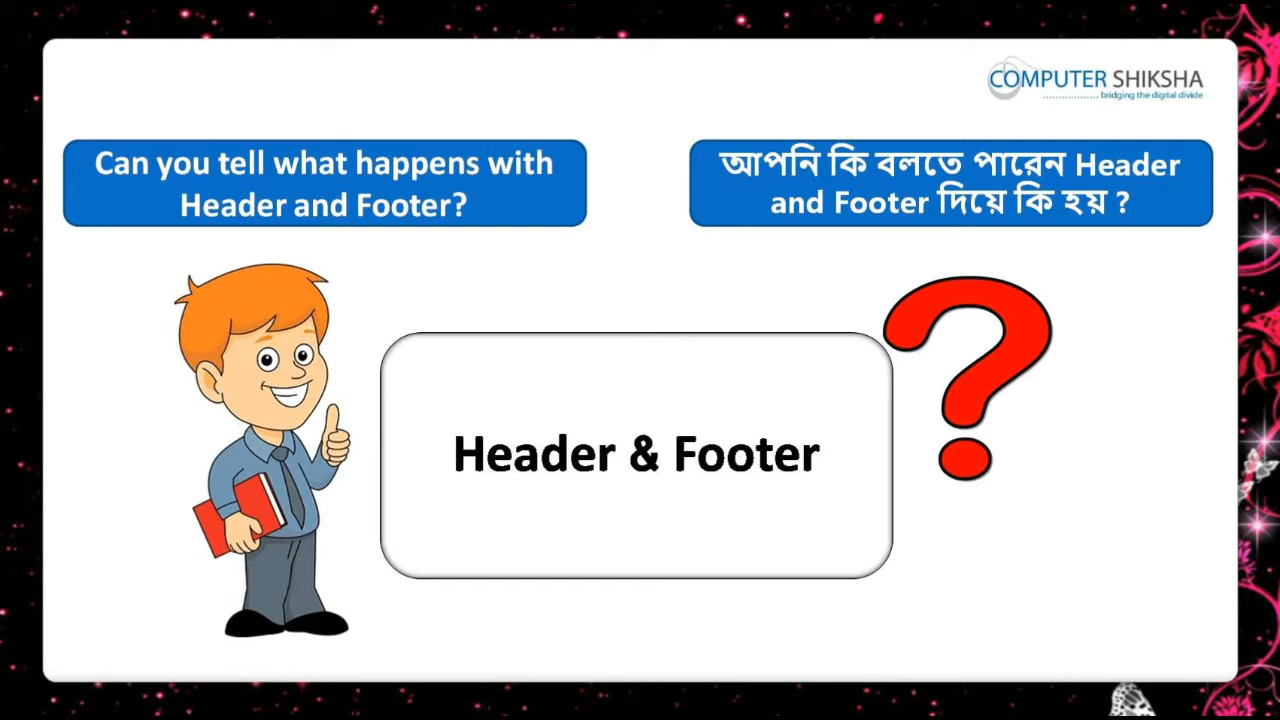 COMPUTER SHIKSHA
bridging the digital divide
Can you tell what happens with
Header and Footer?
আপনি কি বলতে পারেন Header
and Footer দিয়ে কি হয় ?
Header & Footer